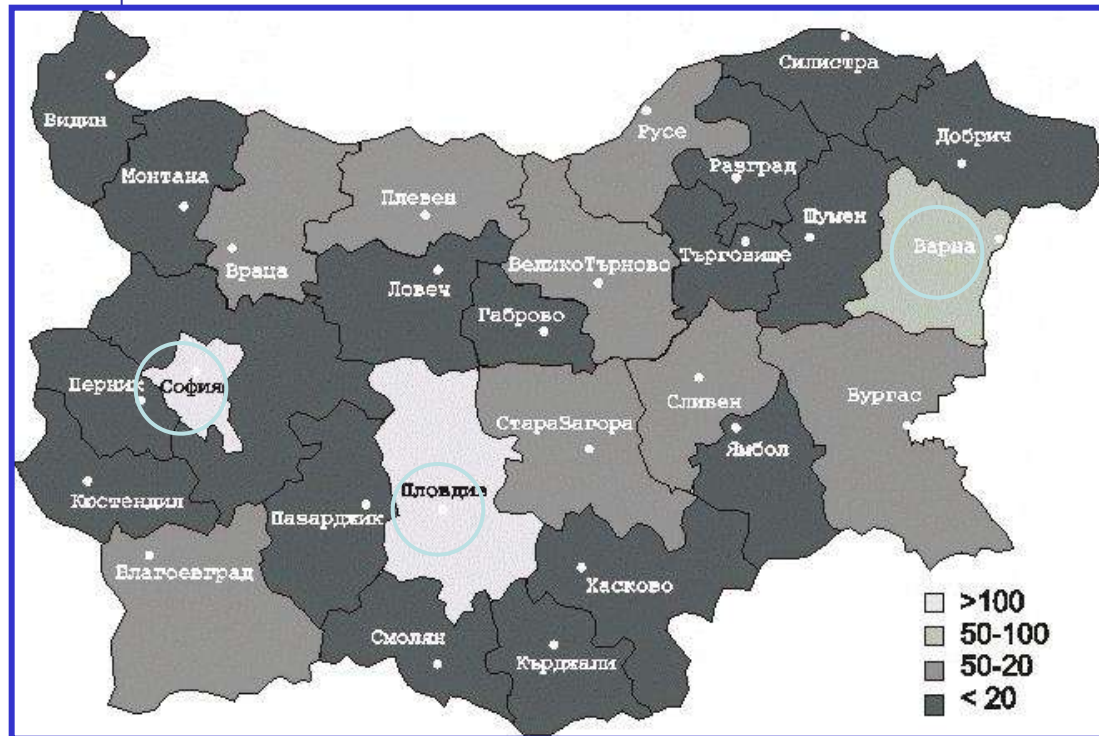 Силистра
Видин
Русе
Добрич
Монтана
Разград
Плевен
Шумен
Варна
Враца
ВеликоТърново
Търговище
Ловеч
Габрово
Перник
София
Сливен
Бургас
СтараЗагора
Ямбол
Кюстендил
Пловдив
Пазарджик
Благоевград
Хасково
Смолян
Кърджали
>100
50-100
50-20
< 20